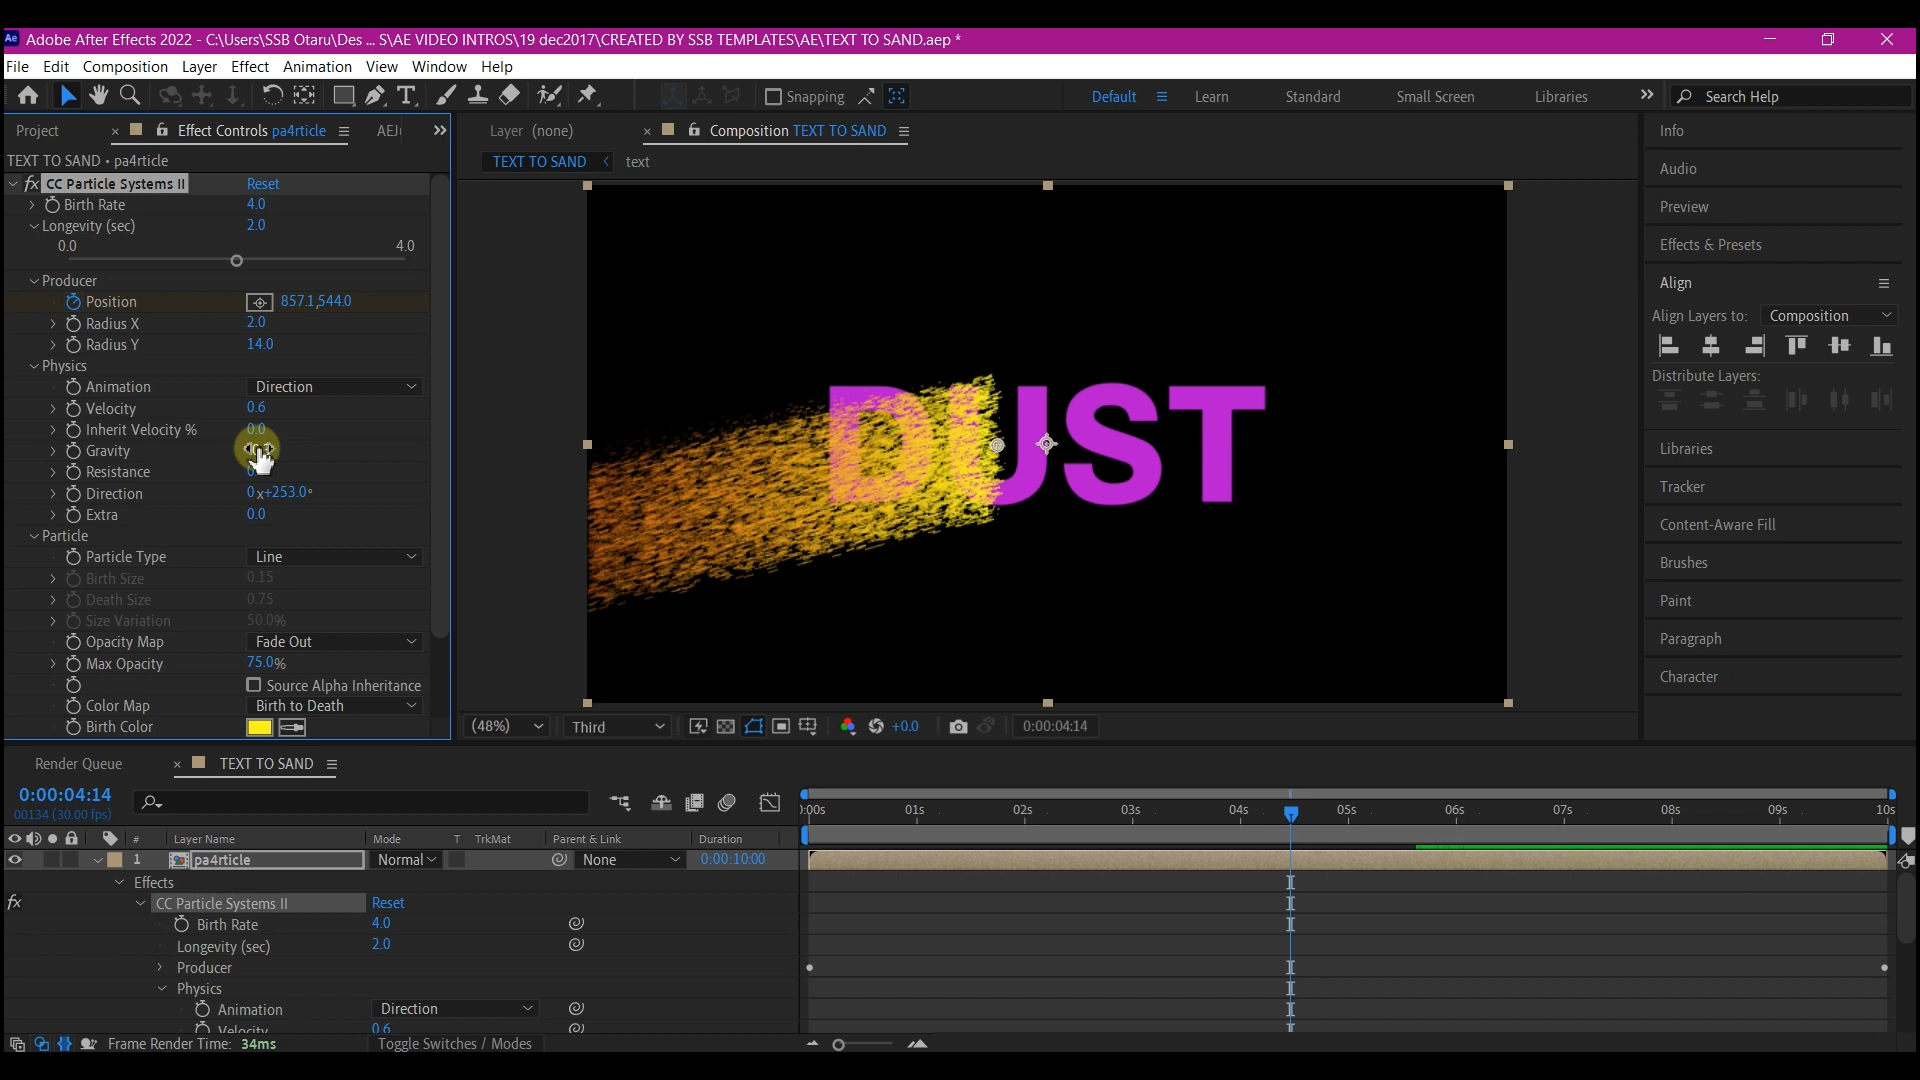 Ae Adobe After Effects 2022 - C:\Users\SSB Otaru\Des ... S\AE VIDEO INTROS\19 dec2017\CREATED BY SSB TEMPLATES\AE\TEXT TO SAND.aep *
File Edit Composition Layer Effect Animation View Window Help
Snapping Default Learn Standard Small Screen Libraries Search Help
Project Effect Controls pa4rticle
Layer (none) Composition TEXT TO SAND
TEXT TO SAND • pa4rticle
TEXT TO SAND text
fx CC Particle Systems II Reset
Birth Rate 4.0
Longevity (sec) 2.0
0.0 4.0
Producer
Position 857.1,544.0
Radius X 2.0
Radius Y 14.0
Physics
Animation Direction
Velocity 0.6
Inherit Velocity % 0.0
Gravity
Resistance
Direction 0x+253.0°
Extra 0.0
Particle
Particle Type Line
Birth Size 0.15
Death Size 0.75
Size Variation 50.0%
Opacity Map Fade Out
Max Opacity 75.0%
Source Alpha Inheritance
Color Map Birth to Death
Birth Color
DUST
(48%) Third +0.0 0:00:04:14
Info
Audio
Preview
Effects & Presets
Align
Align Layers to: Composition
Distribute Layers:
Libraries
Tracker
Content-Aware Fill
Brushes
Paint
Paragraph
Character
Render Queue TEXT TO SAND
0:00:04:14
00134 (30.00 fps)
:00s 01s 02s 03s 04s 05s 06s 07s 08s 09s 10s
# Layer Name Mode T TrkMat Parent & Link Duration
1 pa4rticle Normal None 0:00:10:00
Effects
fx CC Particle Systems II Reset
Birth Rate 4.0
Longevity (sec) 2.0
Producer
Physics
Animation Direction
Velocity 0.6
Frame Render Time: 34ms Toggle Switches / Modes